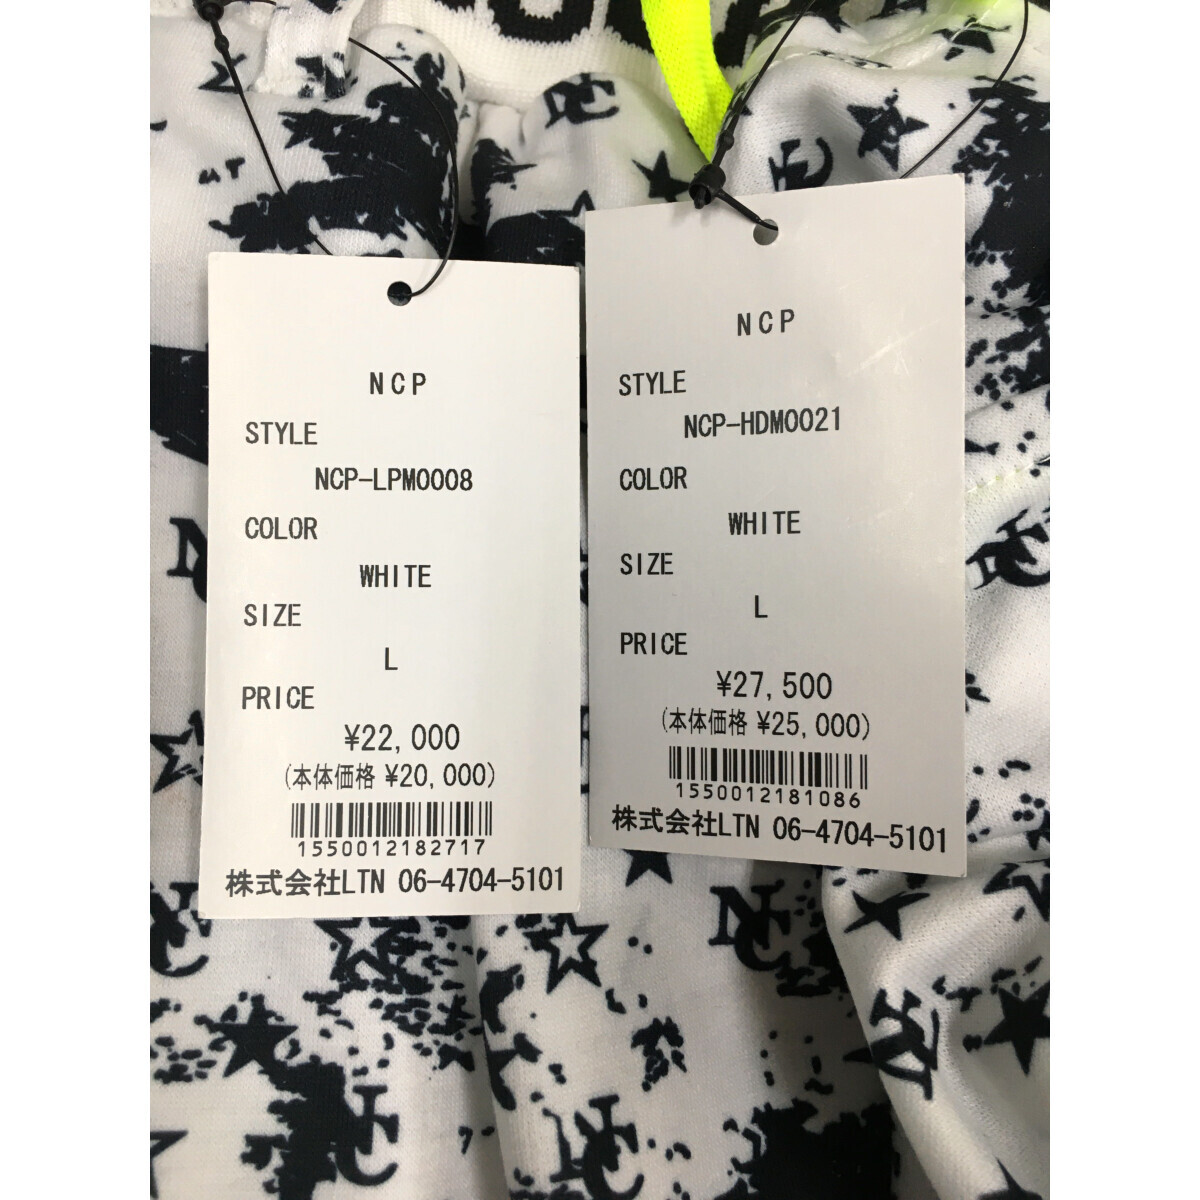 NCP
STYLE
NCP-LPM0008
COLOR
WHITE
SIZE
L
PRICE
¥22,000
(本体価格 ¥20,000)
1550012182717
株式会社LTN 06-4704-5101
NCP
STYLE
NCP-HDM0021
COLOR
WHITE
SIZE
L
PRICE
¥27,500
(本体価格 ¥25,000)
1550012181086
株式会社LTN 06-4704-5101